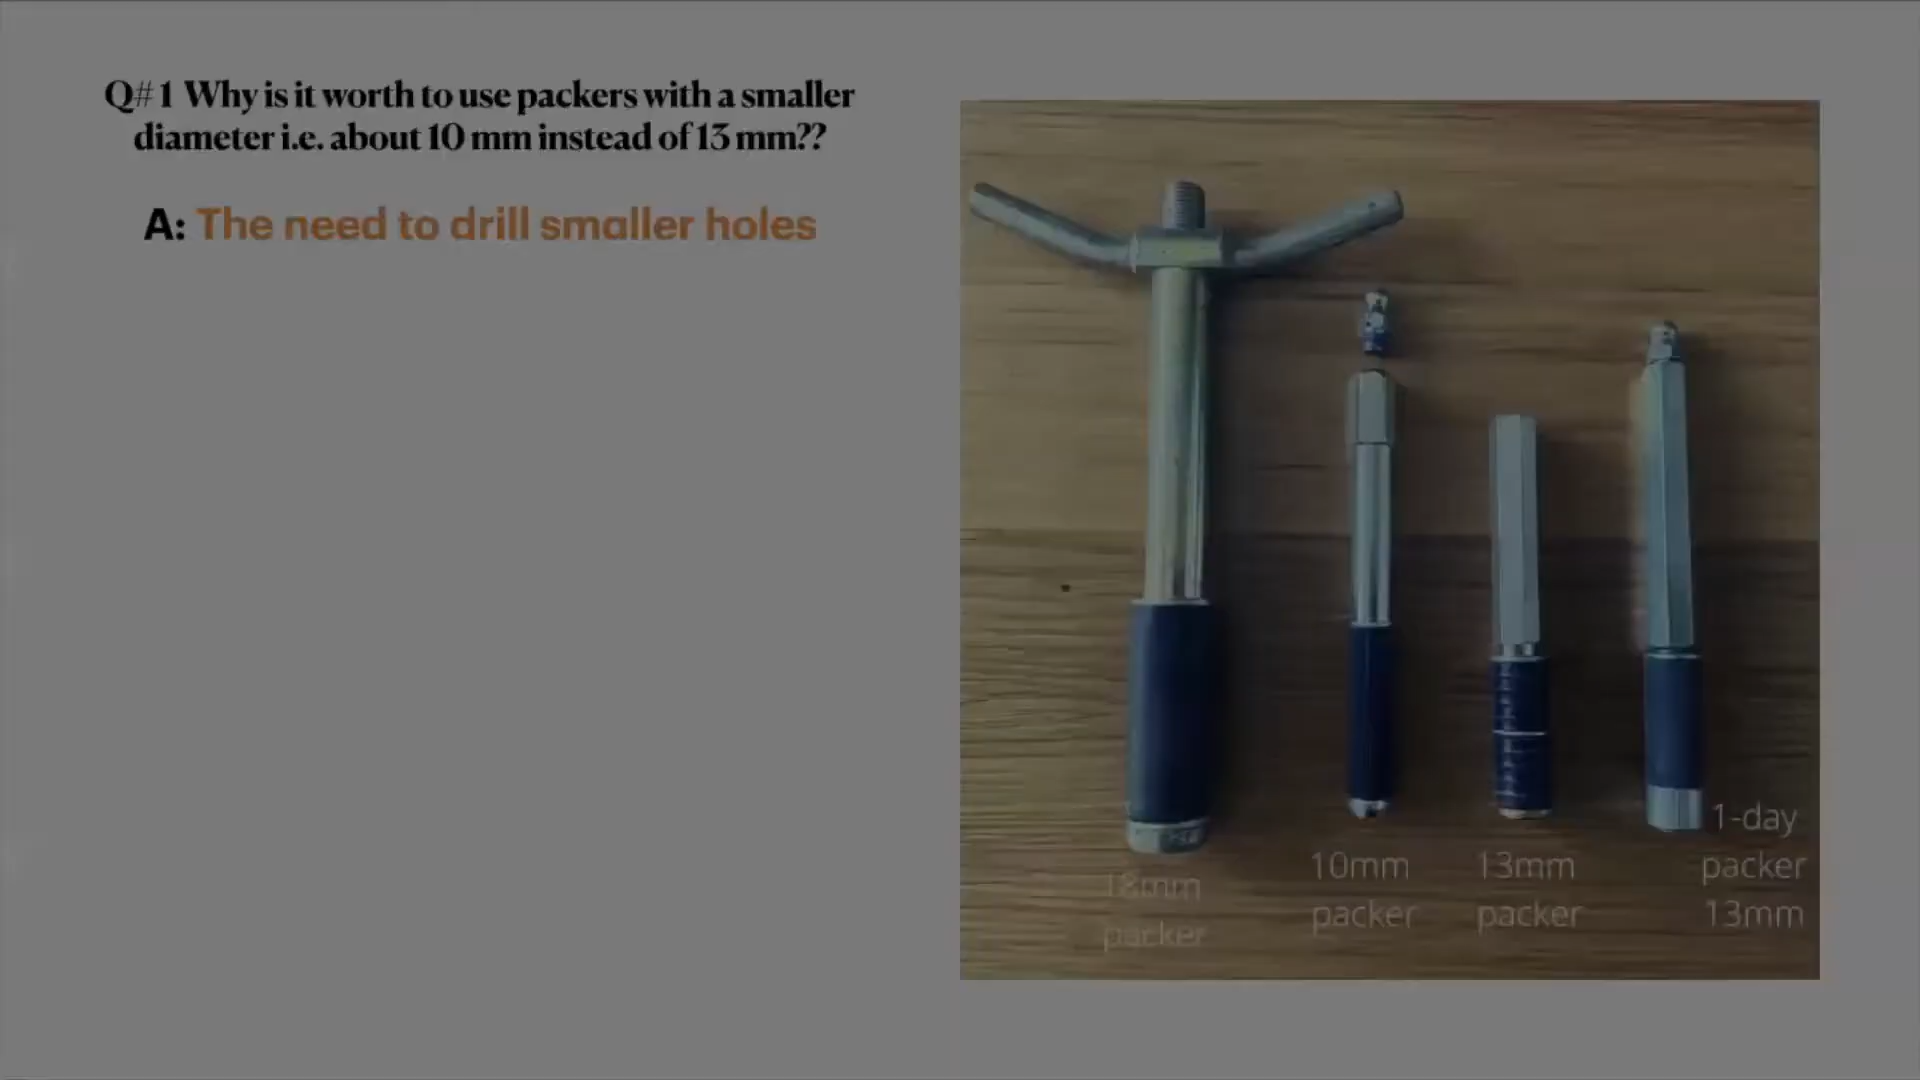 Q# 1 Why is it worth to use packers with a smaller
diameter i.e. about 10 mm instead of 13 mm??
A: The need to drill smaller holes
18mm
packer
10mm
packer
13mm
packer
1-day
packer
13mm